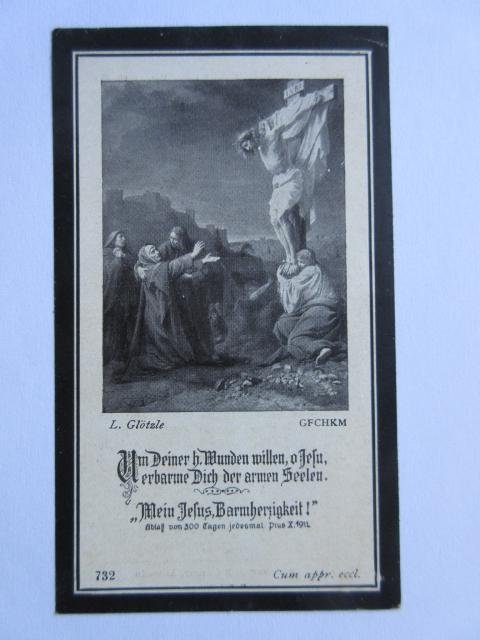 INRI
L. Glötzle
GFCHKM
Um Deiner h. Wunden willen, o Jesu,
erbarme Dich der armen Seelen.
„Mein Jesus, Barmherzigkeit!"
Ablaß von 300 Tagen jedesmal Pius X. 1911.
732
Cum appr. eccl.